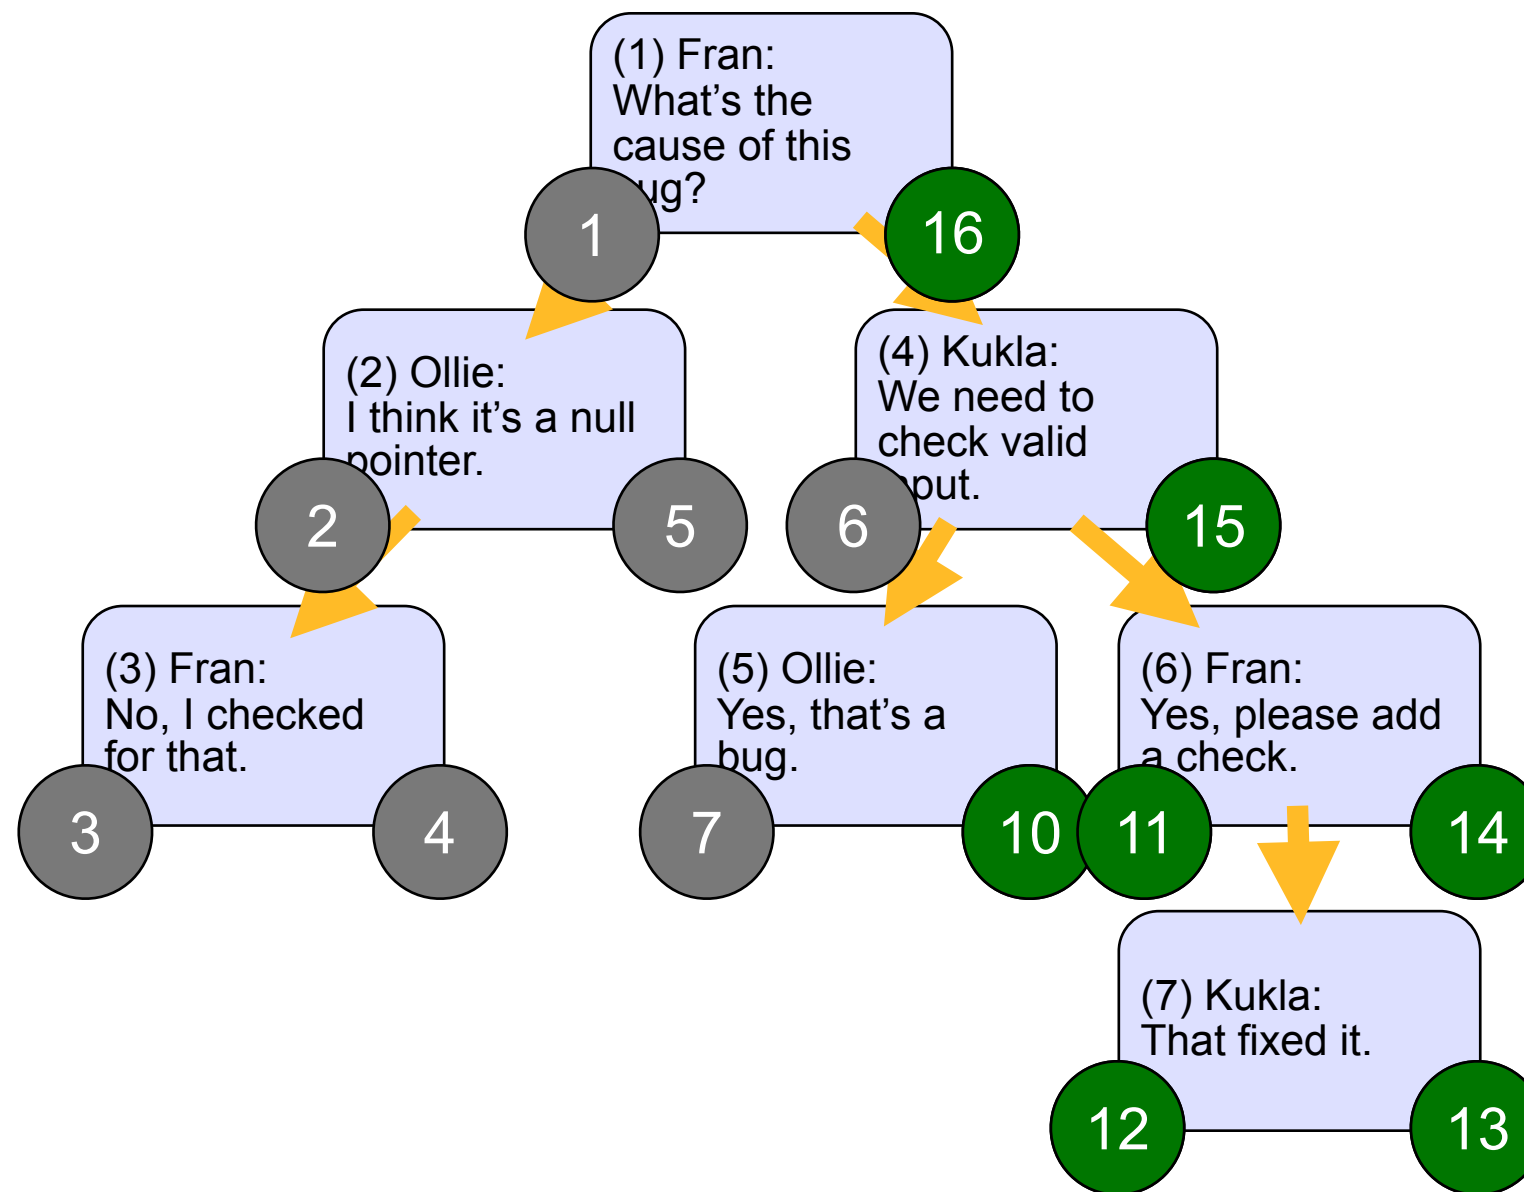 (1) Fran:
What’s the
cause of this
ug?
1
16
(2) Ollie:
I think it’s a null
pointer.
2
5
(4) Kukla:
We need to
check valid
put.
6
15
(3) Fran:
No, I checked
for that.
3
4
(5) Ollie:
Yes, that’s a
bug.
7
10
(6) Fran:
Yes, please add
a check.
11
14
(7) Kukla:
That fixed it.
12
13